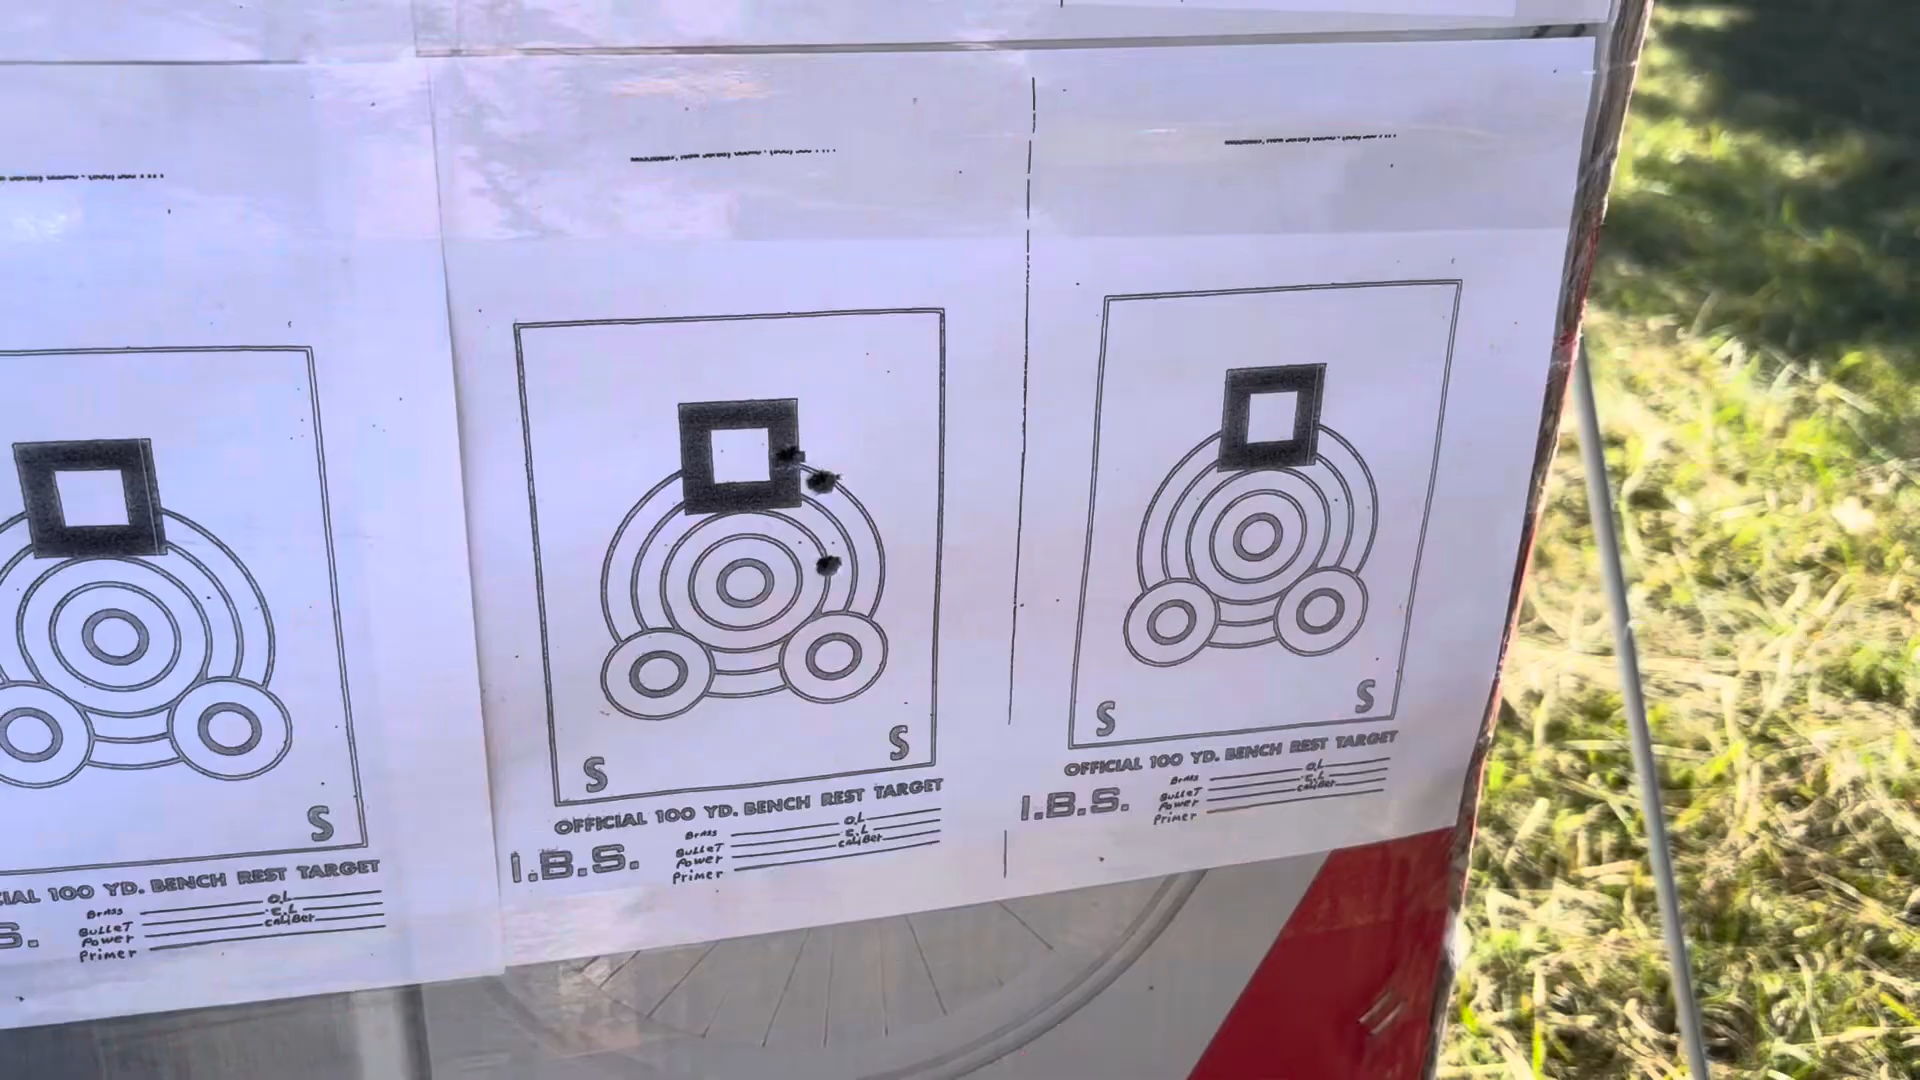 S
CIAL 100 YD. BENCH REST TARGET
S.
Brass O.L
BulleT C.L
Power CaliBer
Primer
S S
OFFICIAL 100 YD. BENCH REST TARGET
I.B.S.
Brass O.L
BulleT C.L
Power CaliBer
Primer
S S
OFFICIAL 100 YD. BENCH REST TARGET
I.B.S.
Brass O.L
BulleT C.L
Power CaliBer
Primer